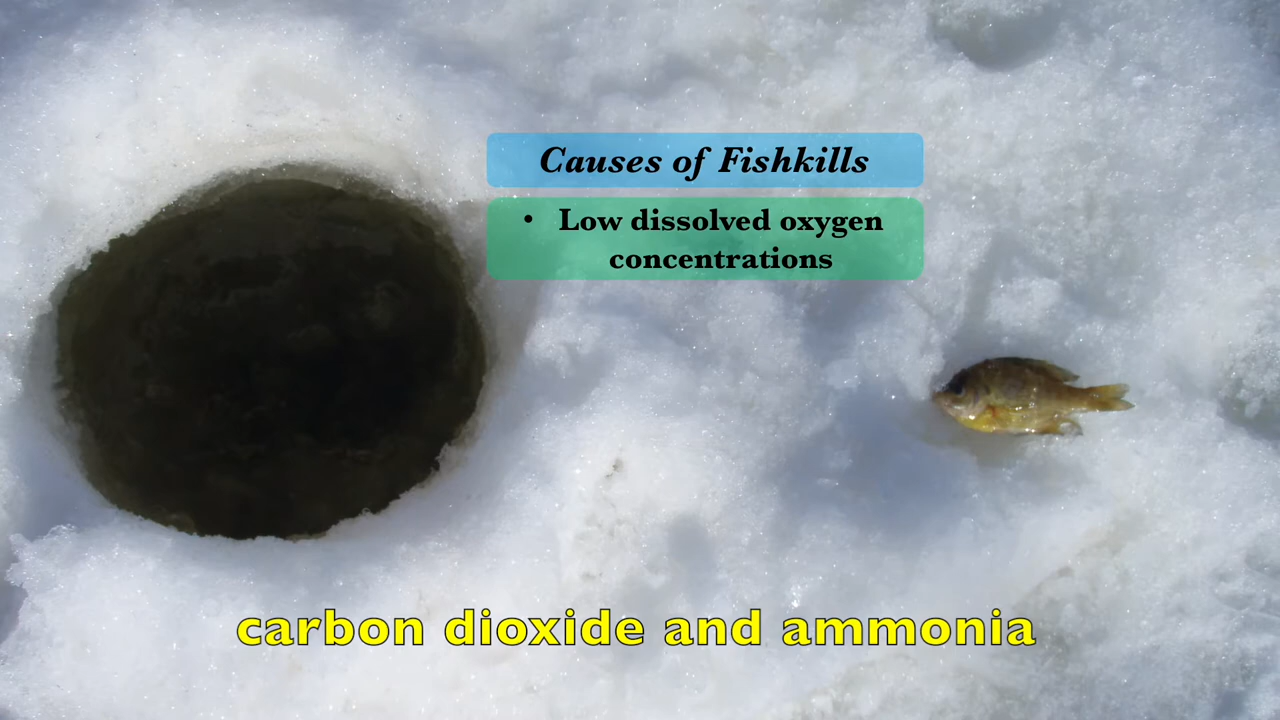 Causes of Fishkills
• Low dissolved oxygen
concentrations
carbon dioxide and ammonia